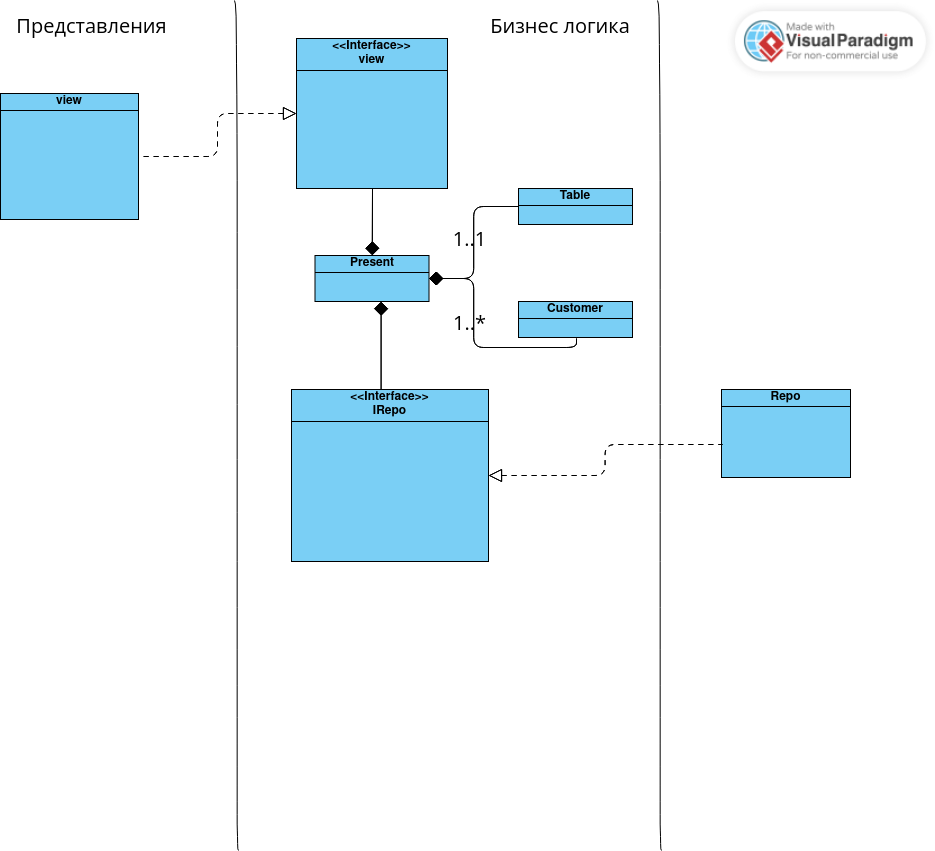 Представления
Бизнес логика
Made with
Visual Paradigm
For non-commercial use
<<Interface>>
view
view
Table
1..1
Present
1..*
Customer
<<Interface>>
IRepo
Repo